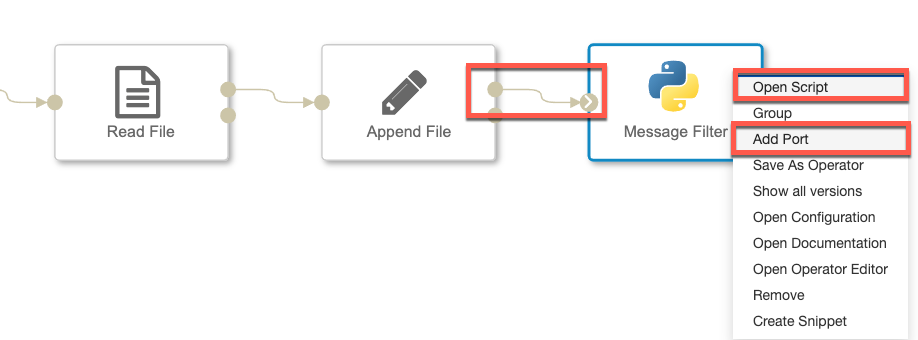 Read File
Append File
Message Filter
Open Script
Group
Add Port
Save As Operator
Show all versions
Open Configuration
Open Documentation
Open Operator Editor
Remove
Create Snippet